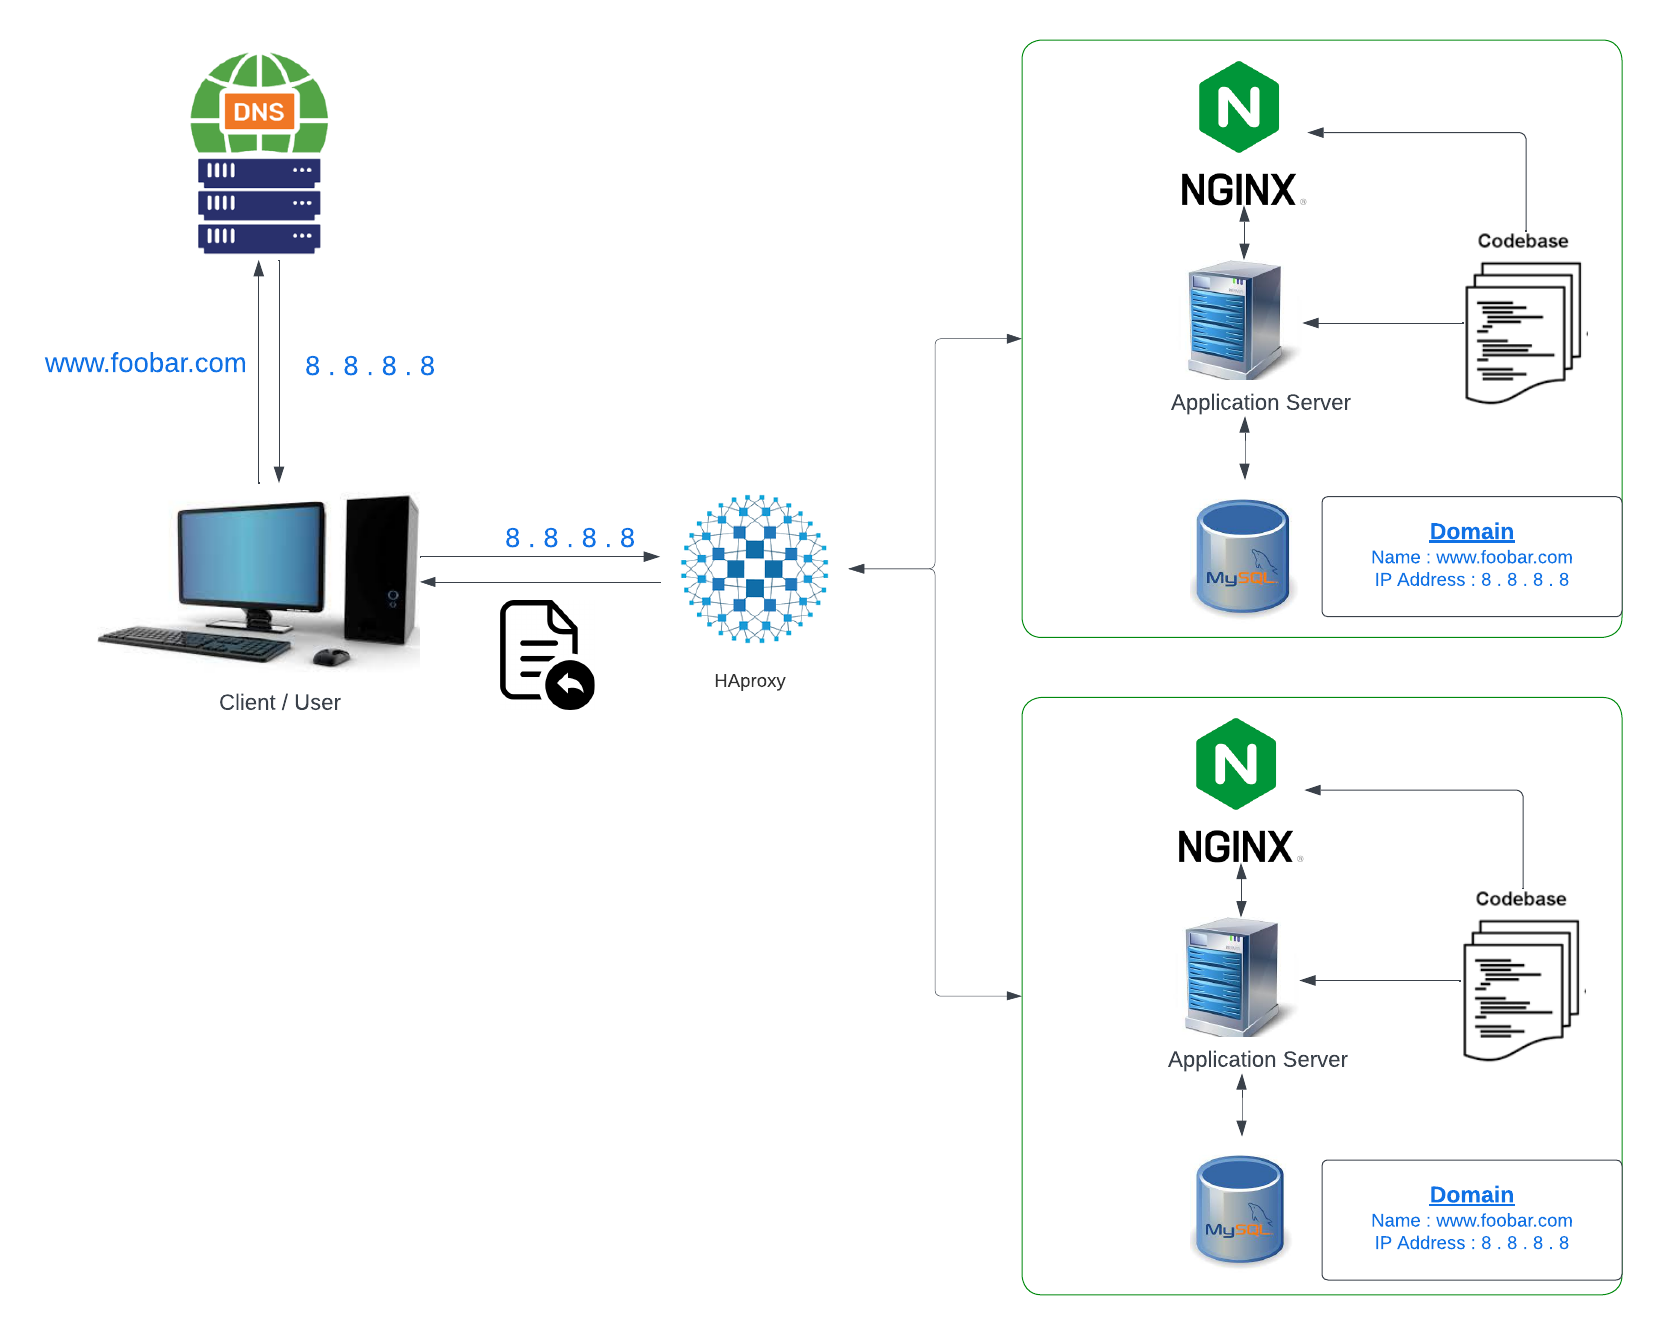 DNS
www.foobar.com
8 . 8 . 8 . 8
Client / User
8 . 8 . 8 . 8
HAproxy
NGINX®
Codebase
Application Server
MySQL
Domain
Name : www.foobar.com
IP Address : 8 . 8 . 8 . 8
NGINX®
Codebase
Application Server
MySQL
Domain
Name : www.foobar.com
IP Address : 8 . 8 . 8 . 8